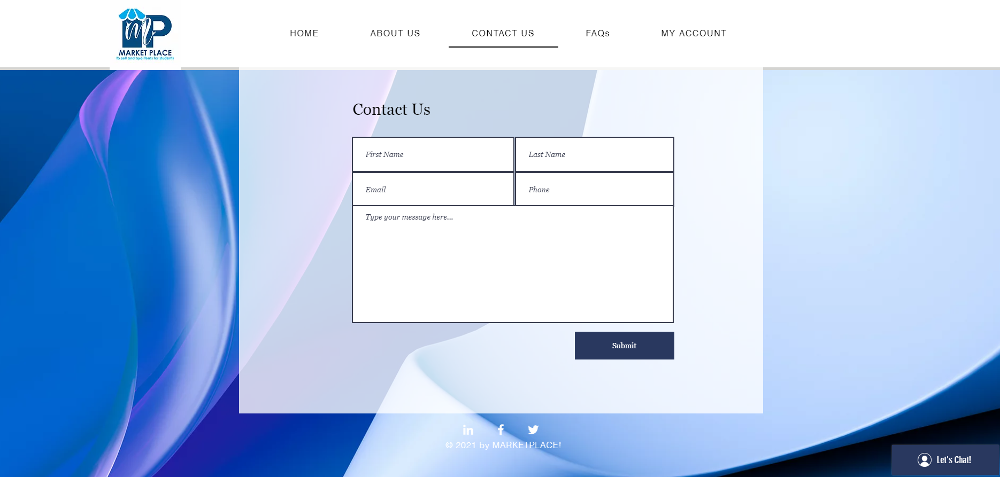 MP
MARKET PLACE
to sell and bye items for students
HOME
ABOUT US
CONTACT US
FAQs
MY ACCOUNT
Contact Us
First Name
Last Name
Email
Phone
Type your message here...
Submit
© 2021 by MARKETPLACE!
Let's Chat!